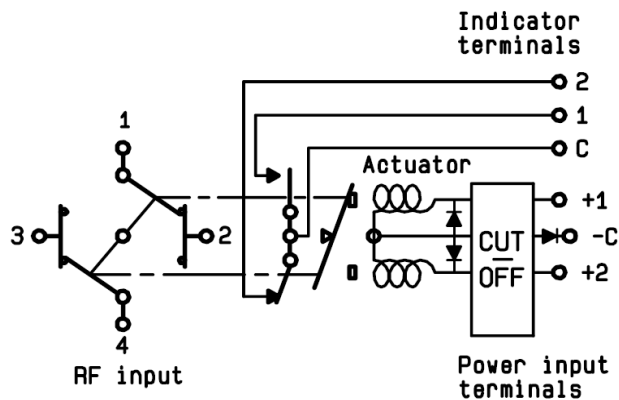 Indicator
terminals
2
1
C
1
Actuator
+1
3
2
CUT
OFF
-C
+2
4
RF input
Power input
terminals